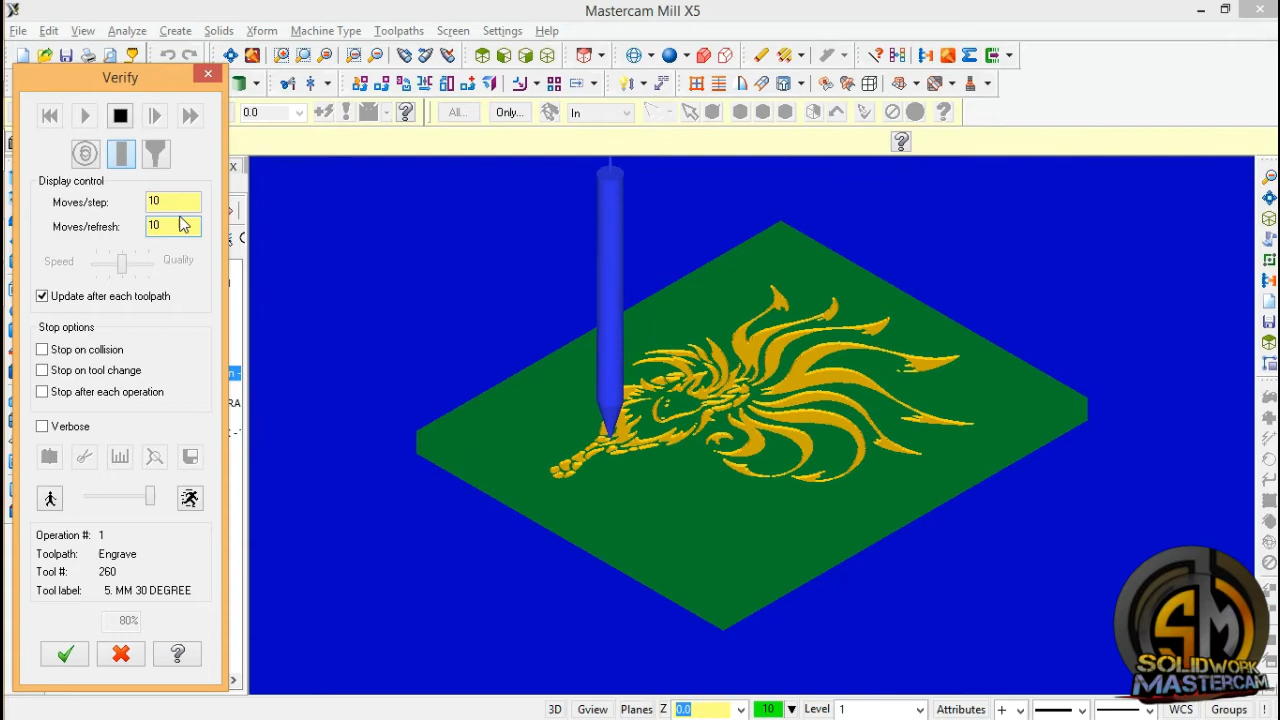 Mastercam Mill X5
File Edit View Analyze Create Solids Xform Machine Type Toolpaths Screen Settings Help
Verify
0.0 All... Only... In
Display control
Moves/step: 10
Moves/refresh: 10
Speed Quality
Update after each toolpath
Stop options
Stop on collision
Stop on tool change
Stop after each operation
Verbose
Operation #: 1
Toolpath: Engrave
Tool #: 260
Tool label: 5. MM 30 DEGREE
80%
SOLIDWORK
MASTERCAM
3D Gview Planes Z 0.0 10 Level 1 Attributes WCS Groups !